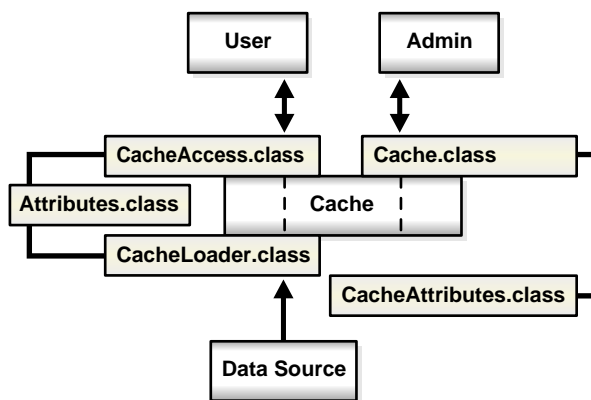 User
Admin
CacheAccess.class
Cache.class
Attributes.class
Cache
CacheLoader.class
CacheAttributes.class
Data Source